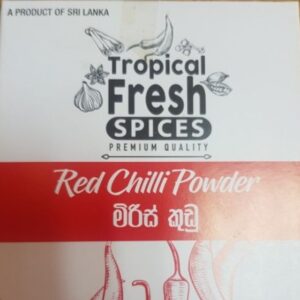 A PRODUCT OF SRI LANKA
Tropical
Fresh
SPICES
PREMIUM QUALITY
Red Chilli Powder
මිරිස් කුඩු